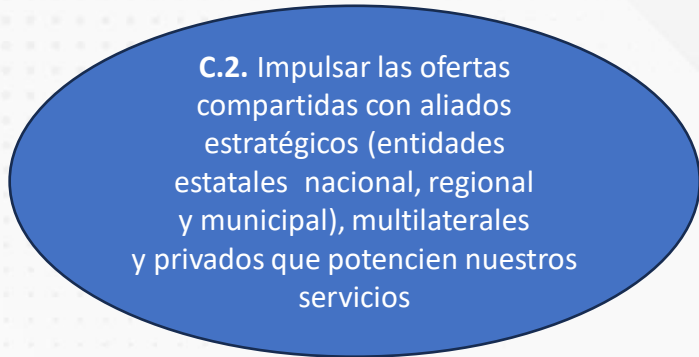 C.2. Impulsar las ofertas
compartidas con aliados
estratégicos (entidades
estatales  nacional, regional
y municipal), multilaterales
y privados que potencien nuestros
servicios